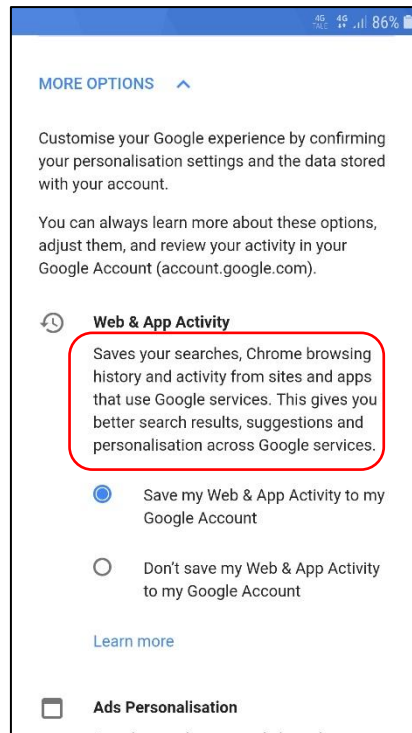 4G TALE 4G 86%
MORE OPTIONS
Customise your Google experience by confirming
your personalisation settings and the data stored
with your account.
You can always learn more about these options,
adjust them, and review your activity in your
Google Account (account.google.com).
Web & App Activity
Saves your searches, Chrome browsing
history and activity from sites and apps
that use Google services. This gives you
better search results, suggestions and
personalisation across Google services.
Save my Web & App Activity to my
Google Account
Don't save my Web & App Activity
to my Google Account
Learn more
Ads Personalisation